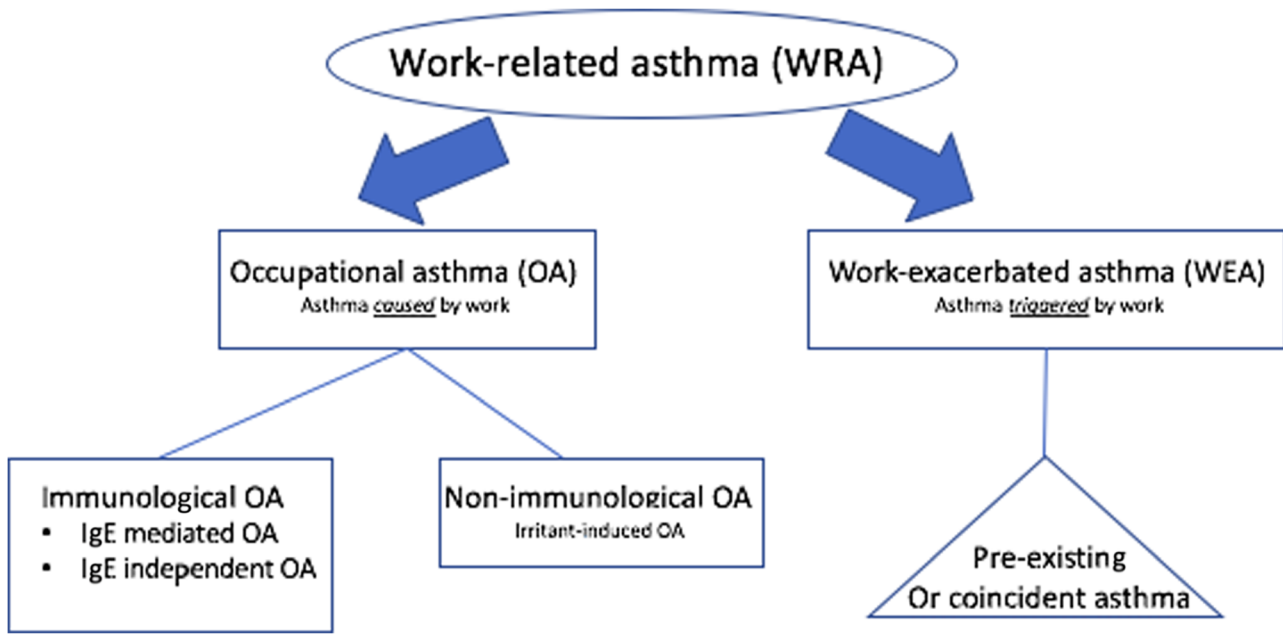 Work-related asthma (WRA)
Occupational asthma (OA)
Asthma caused by work
Work-exacerbated asthma (WEA)
Asthma triggered by work
Immunological OA
• IgE mediated OA
• IgE independent OA
Non-immunological OA
Irritant-induced OA
Pre-existing
Or coincident asthma